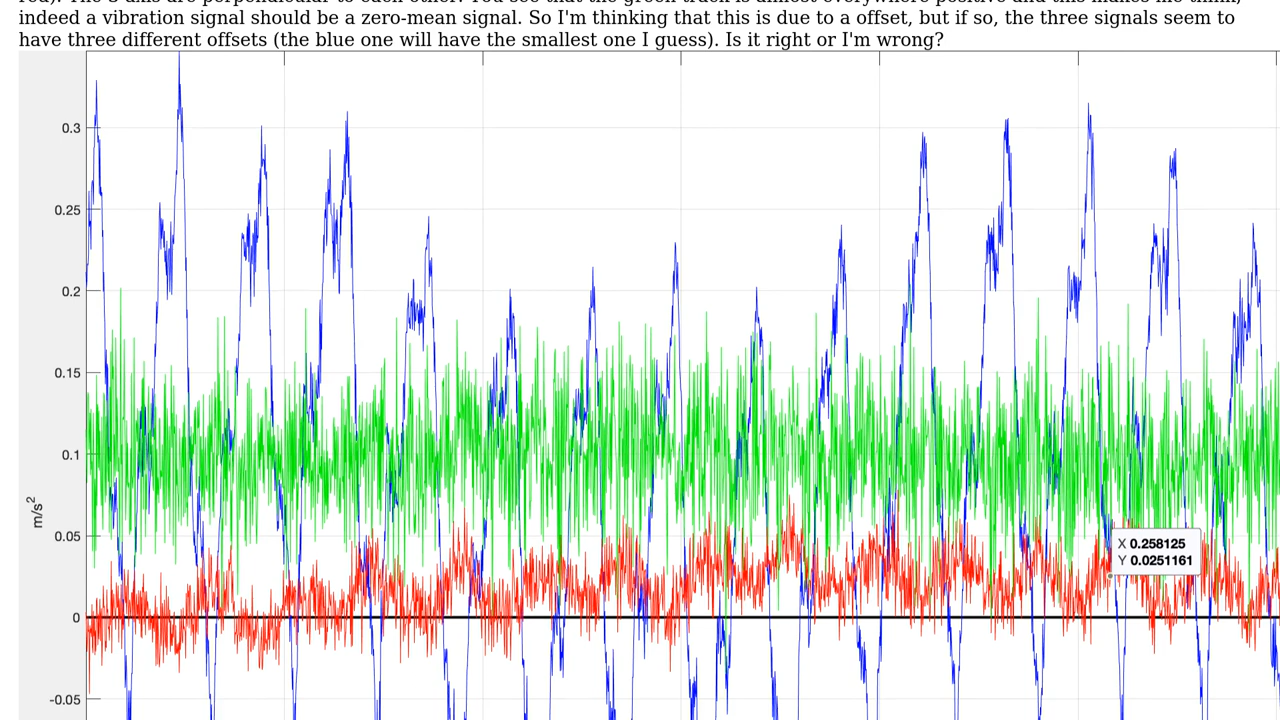 red). The 3 axis are perpendicular to each other. You see that the green track is almost everywhere positive and this makes me think,
indeed a vibration signal should be a zero-mean signal. So I'm thinking that this is due to a offset, but if so, the three signals seem to
have three different offsets (the blue one will have the smallest one I guess). Is it right or I'm wrong?
0.3
0.25
0.2
0.15
0.1
0.05
0
-0.05
m/s²
X 0.258125
Y 0.0251161